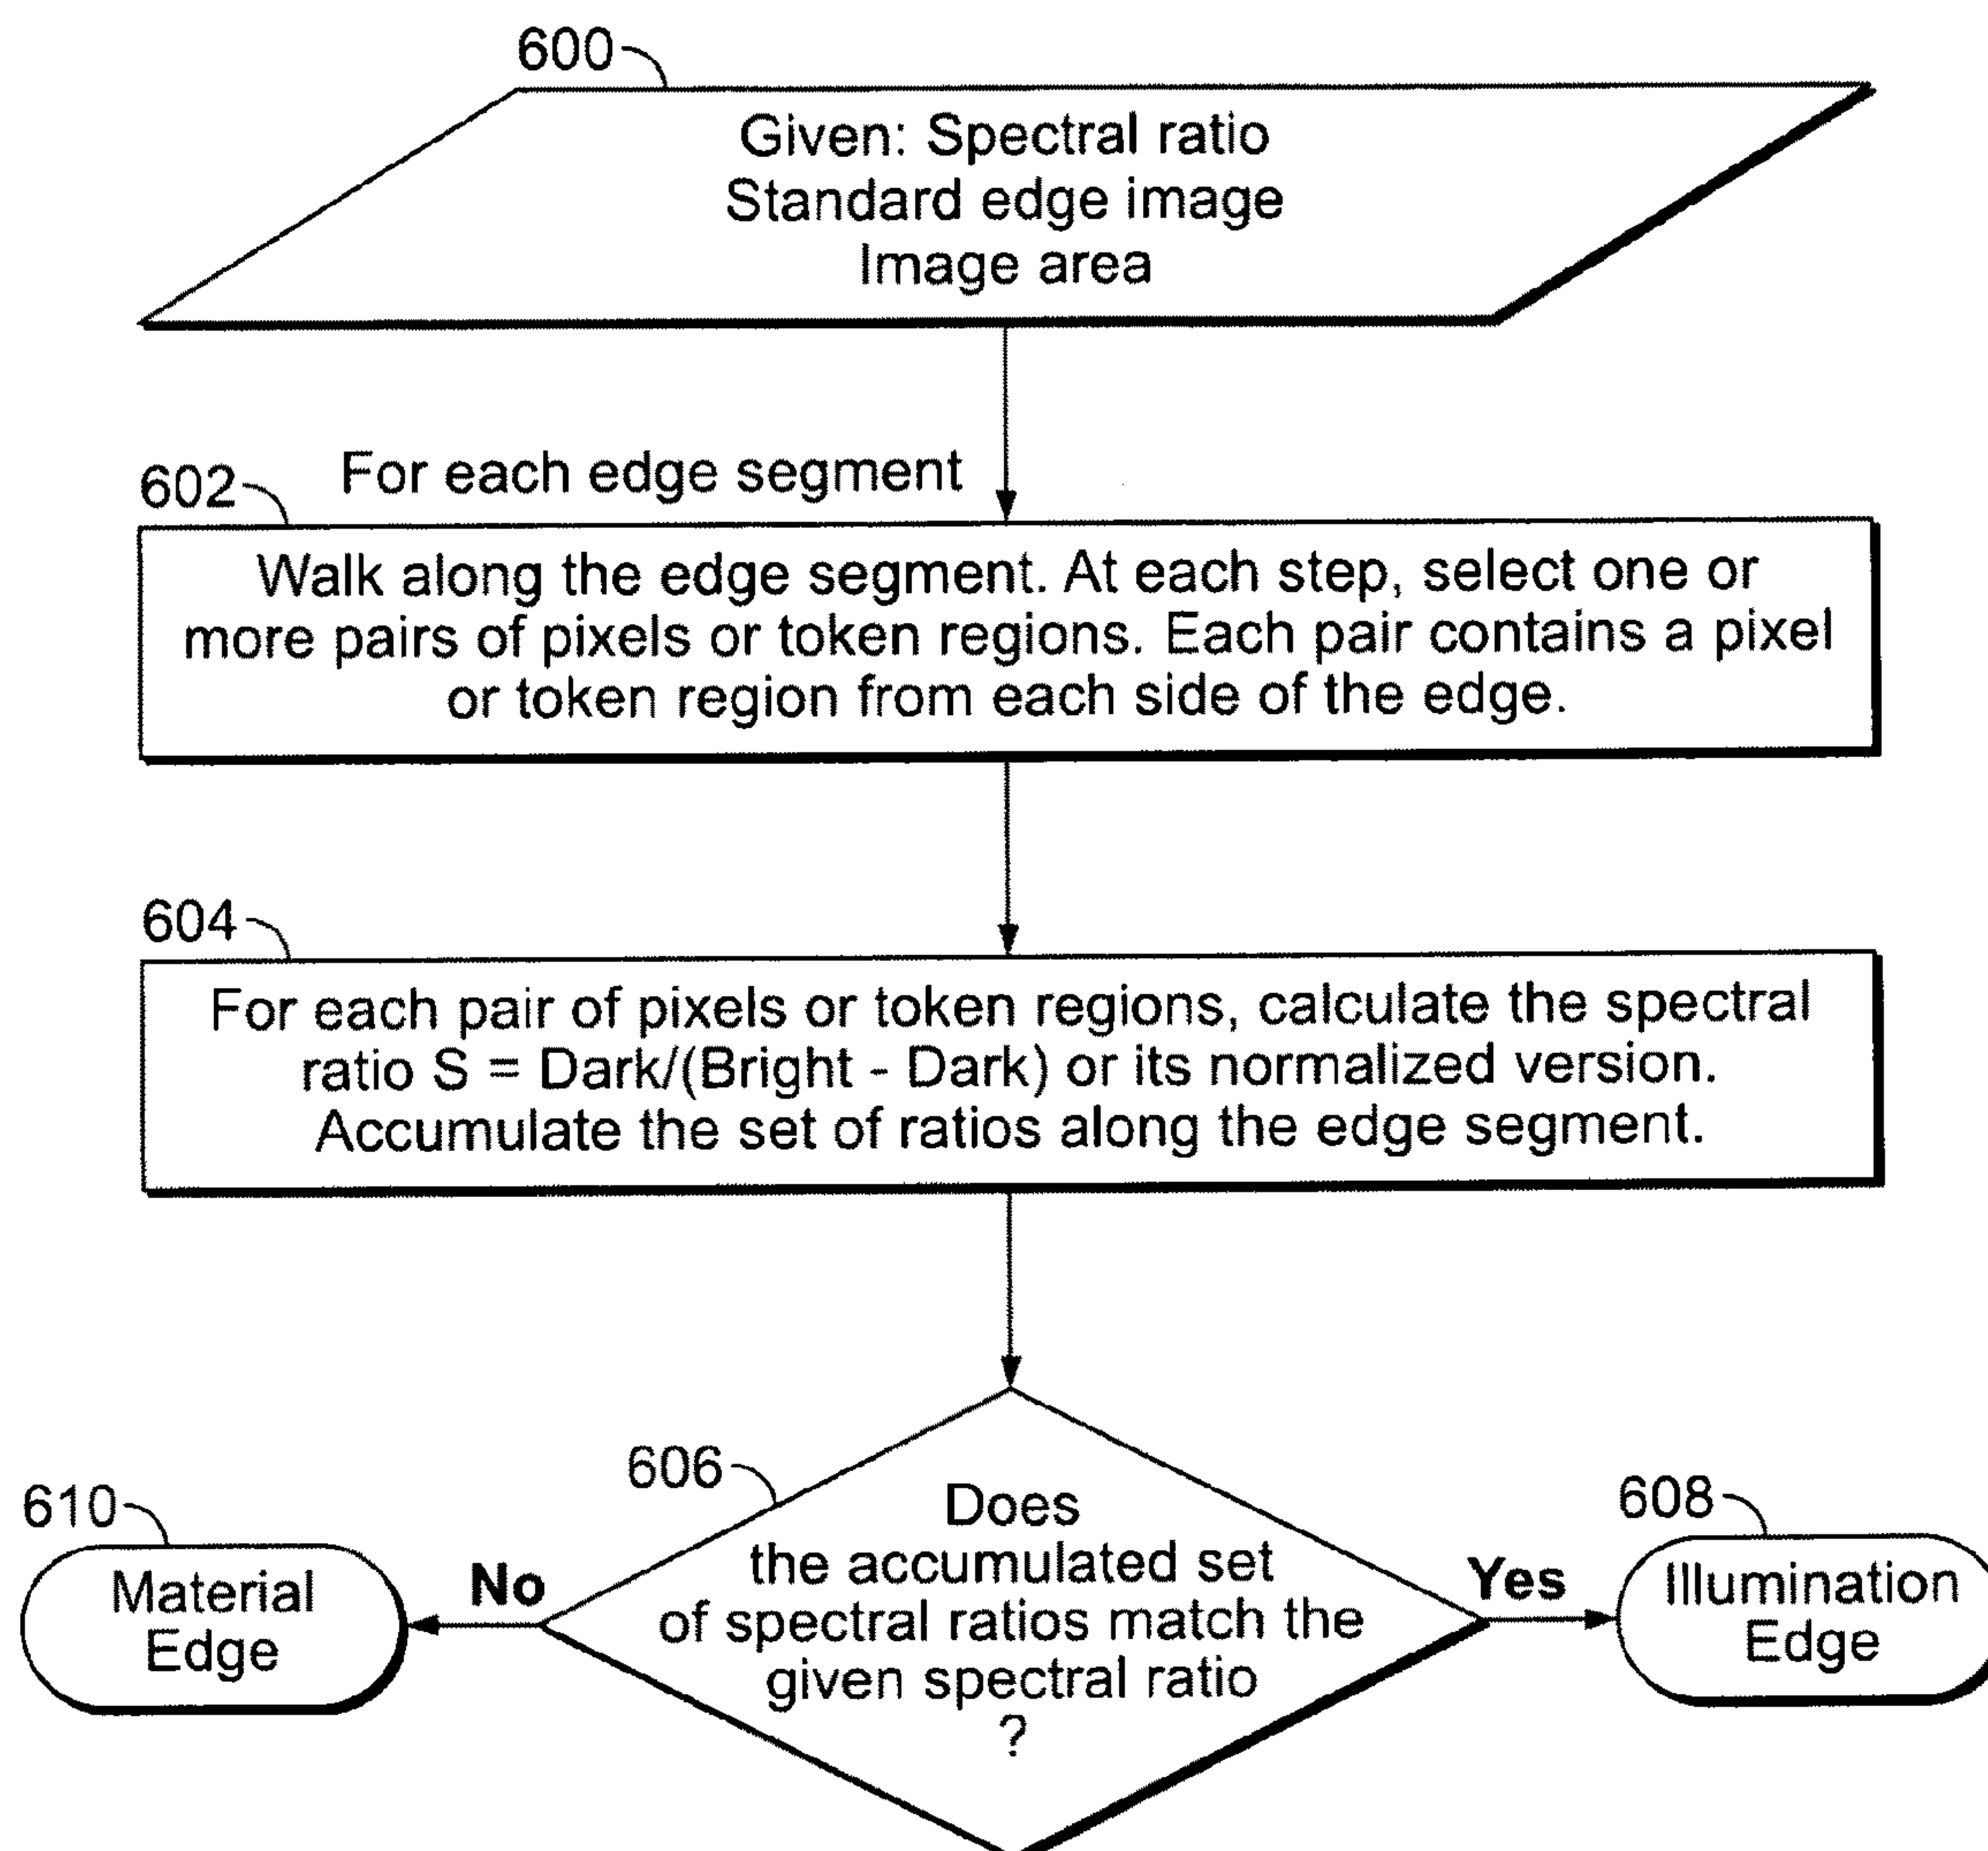 600
Given: Spectral ratio
Standard edge image
Image area
For each edge segment
602
Walk along the edge segment. At each step, select one or
more pairs of pixels or token regions. Each pair contains a pixel
or token region from each side of the edge.
604
For each pair of pixels or token regions, calculate the spectral
ratio S = Dark/(Bright - Dark) or its normalized version.
Accumulate the set of ratios along the edge segment.
606
Does
the accumulated set
of spectral ratios match the
given spectral ratio
?
No
610
Material
Edge
Yes
608
Illumination
Edge